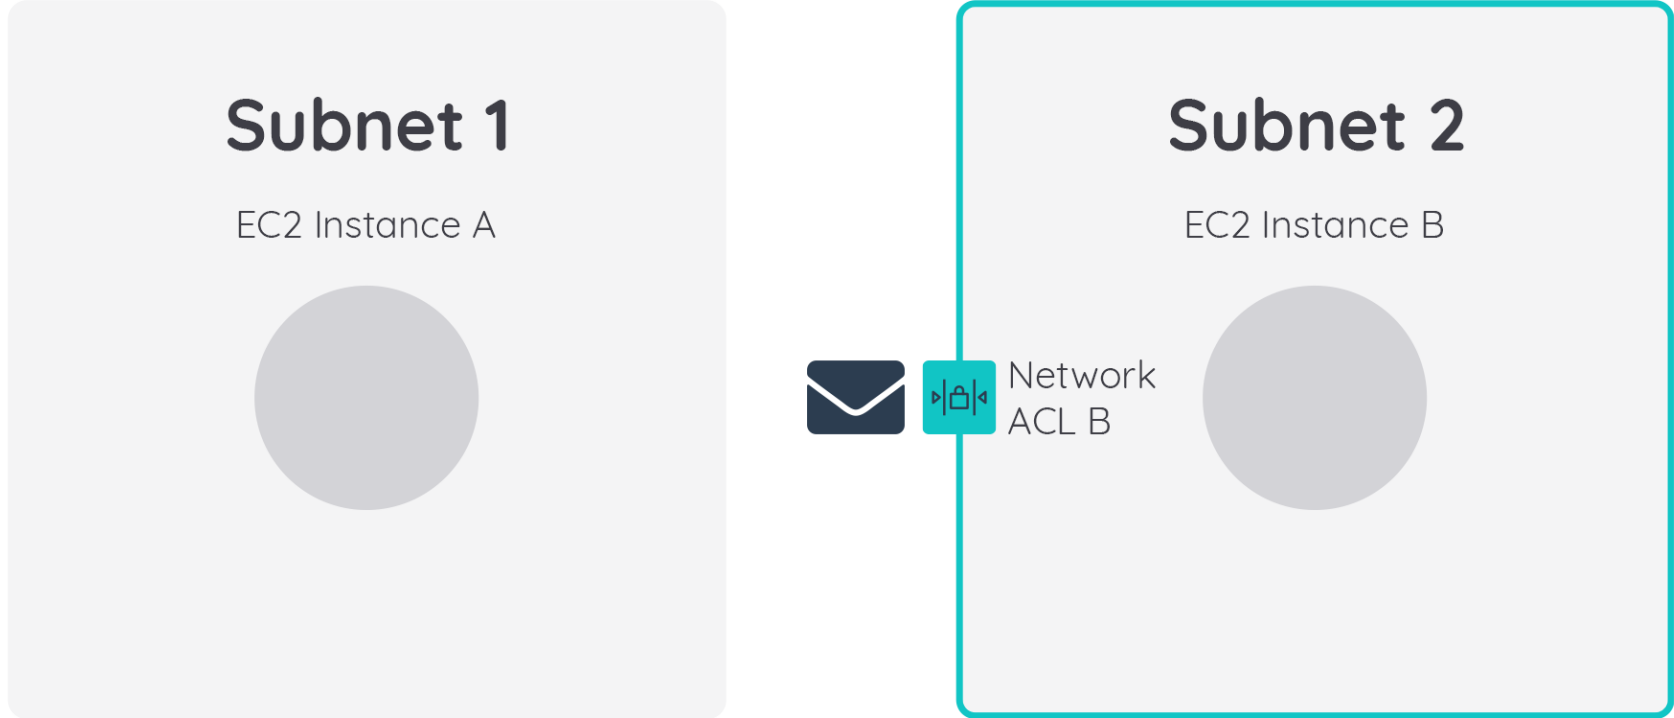 Subnet 1
EC2 Instance A
Subnet 2
EC2 Instance B
Network
ACL B